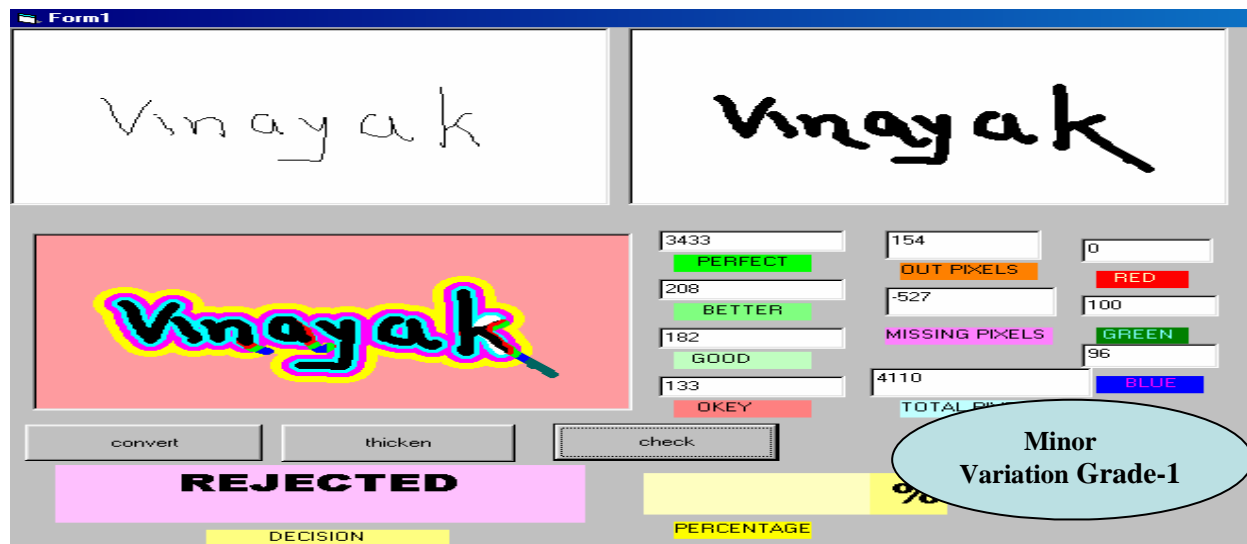 Form1
Vinayak
Vinayak
Vinayak
3433
PERFECT
208
BETTER
182
GOOD
133
OKEY
154
OUT PIXELS
-527
MISSING PIXELS
4110
TOTAL
0
RED
100
GREEN
96
BLUE
convert
thicken
check
REJECTED
DECISION
%
PERCENTAGE
Minor
Variation Grade-1